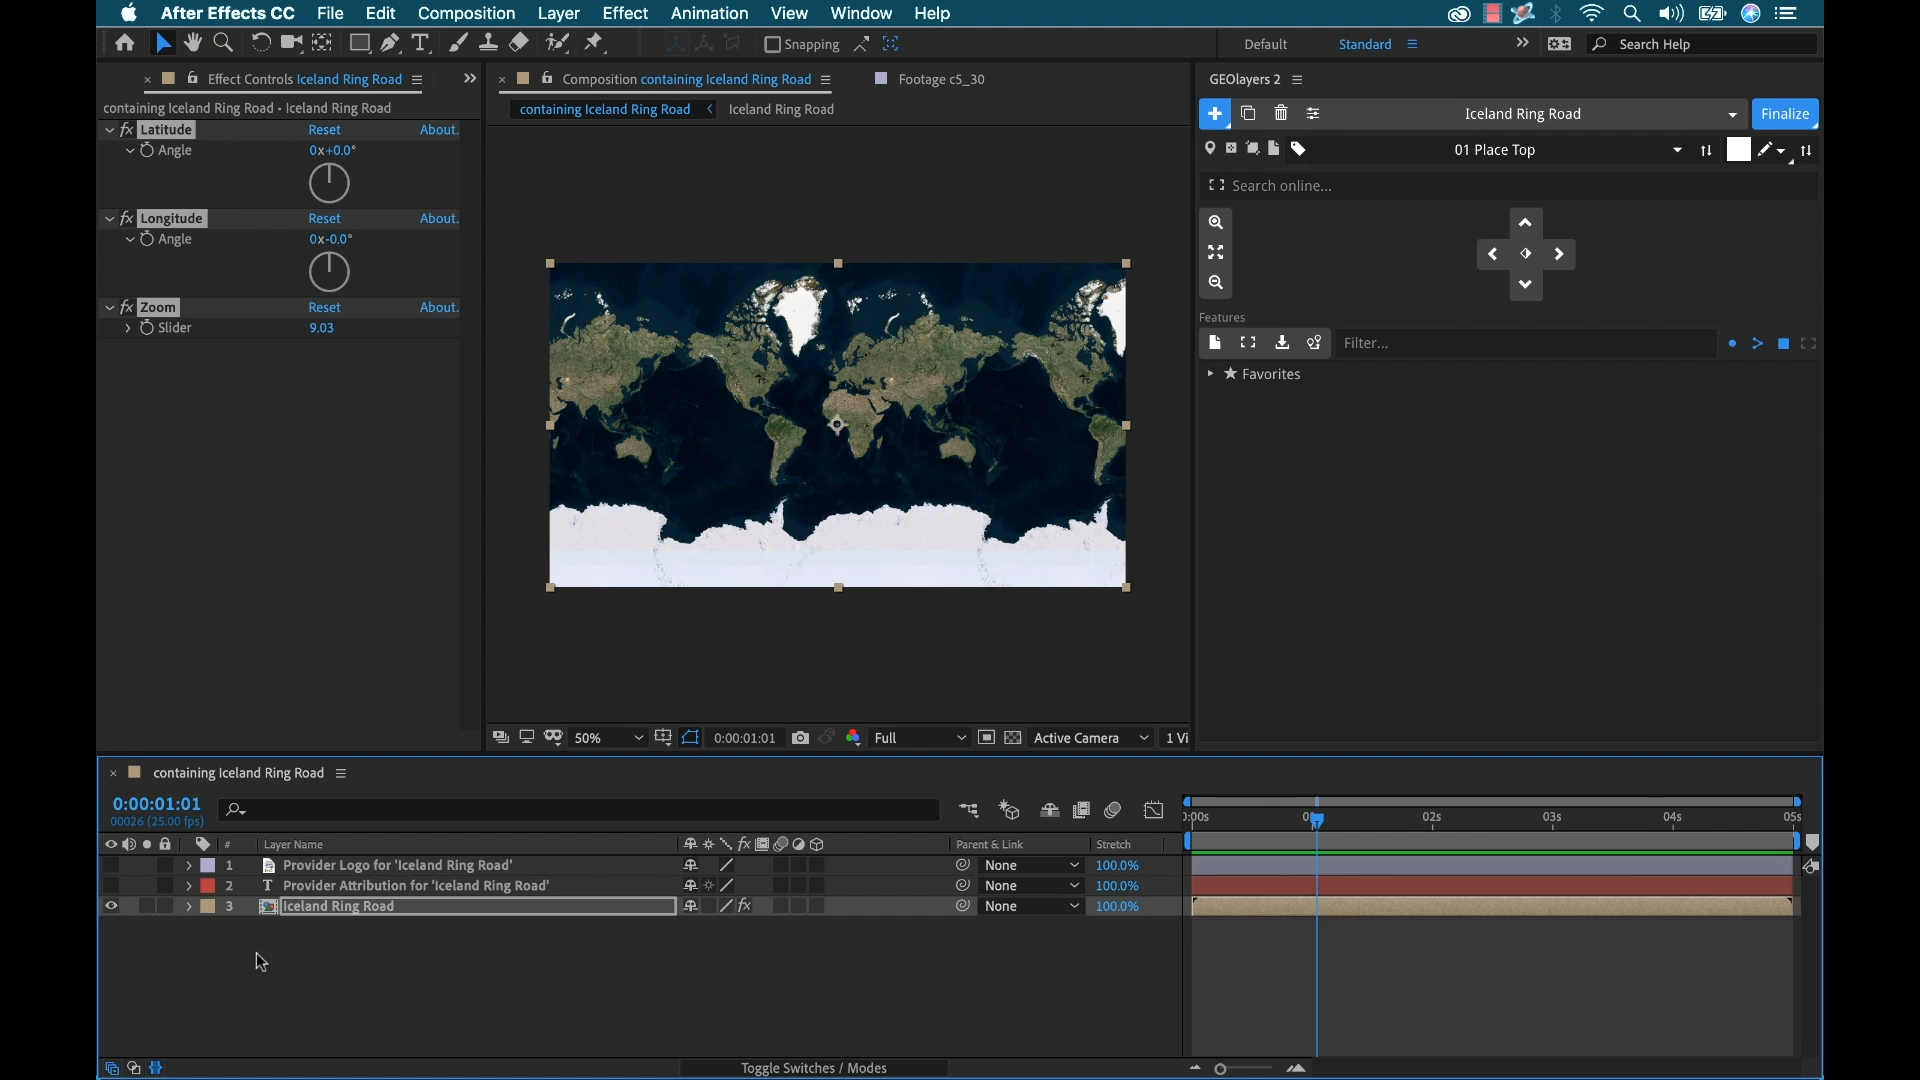 After Effects CC File Edit Composition Layer Effect Animation View Window Help
Snapping Default Standard Search Help
Effect Controls Iceland Ring Road
Composition containing Iceland Ring Road
Footage c5_30
GEOlayers 2
containing Iceland Ring Road • Iceland Ring Road
containing Iceland Ring Road Iceland Ring Road
Iceland Ring Road Finalize
Latitude Reset About.
Angle 0x+0.0°
01 Place Top
Search online...
Longitude Reset About.
Angle 0x-0.0°
Zoom Reset About.
Slider 9.03
Features
Filter...
Favorites
50% 0:00:01:01 Full Active Camera 1 Vi
containing Iceland Ring Road
0:00:01:01
00026 (25.00 fps)
0:00s 01 02s 03s 04s 05s
# Layer Name Parent & Link Stretch
1 Provider Logo for 'Iceland Ring Road' None 100.0%
2 T Provider Attribution for 'Iceland Ring Road' None 100.0%
3 Iceland Ring Road None 100.0%
Toggle Switches / Modes